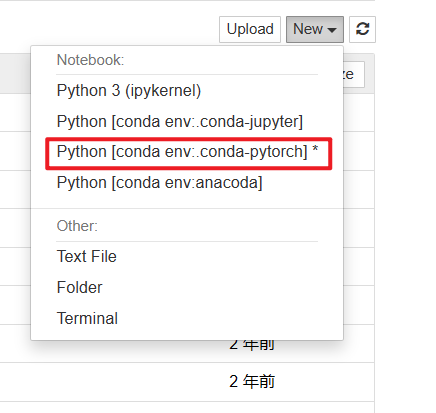 Upload New
ze
Notebook:
Python 3 (ipykernel)
Python [conda env:.conda-jupyter]
Python [conda env:.conda-pytorch] *
Python [conda env:anacoda]
Other:
Text File
Folder
Terminal
2 年前
2 年前